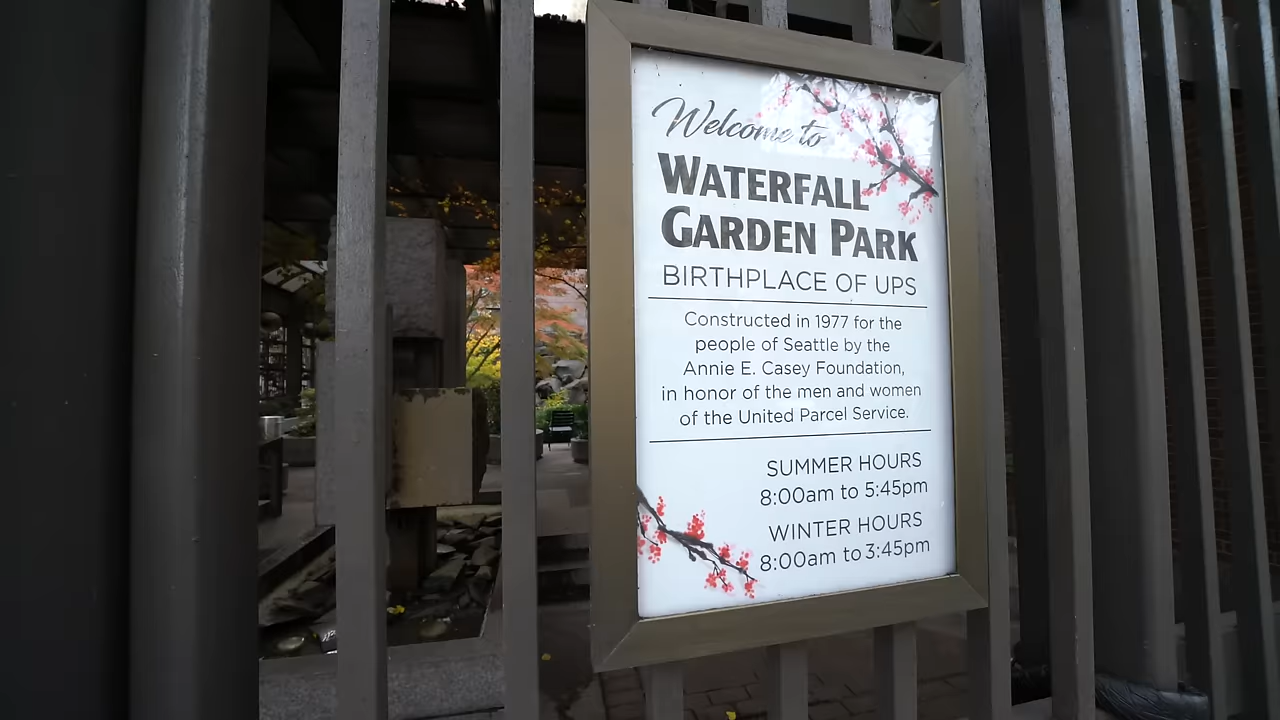 Welcome to
WATERFALL
GARDEN PARK
BIRTHPLACE OF UPS
Constructed in 1977 for the
people of Seattle by the
Annie E. Casey Foundation,
in honor of the men and women
of the United Parcel Service.
SUMMER HOURS
8:00am to 5:45pm
WINTER HOURS
8:00am to 3:45pm